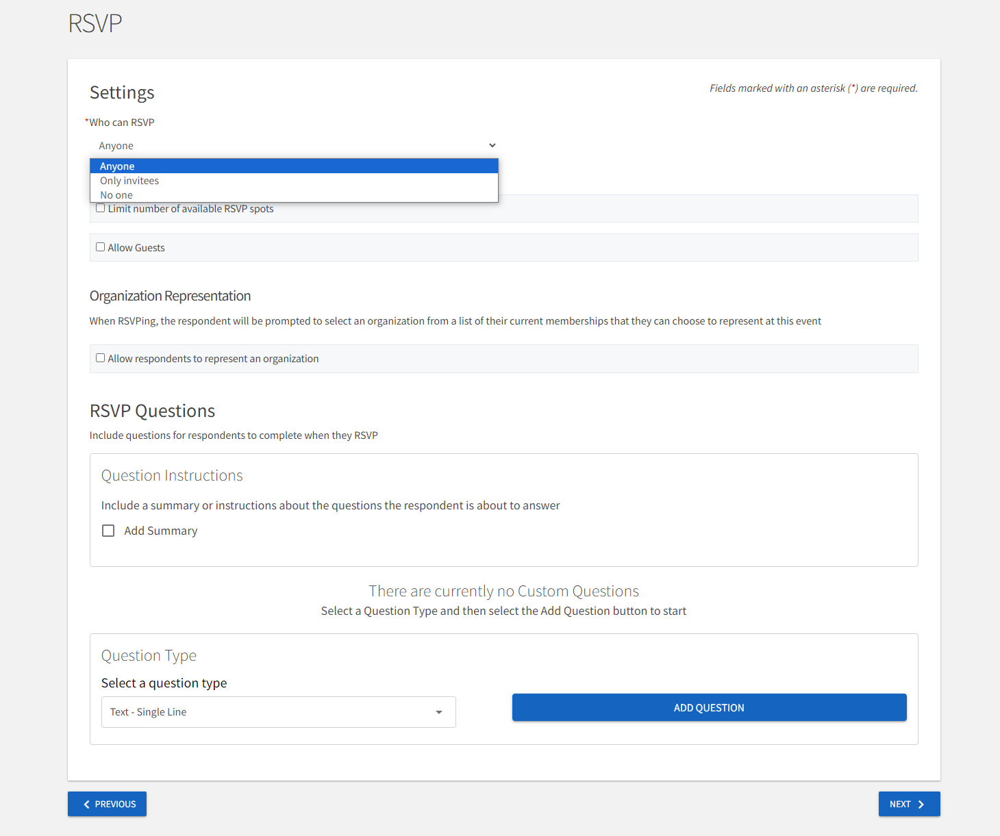 RSVP
Settings
Fields marked with an asterisk (*) are required.
*Who can RSVP
Anyone
Anyone
Only invitees
No one
Limit number of available RSVP spots
Allow Guests
Organization Representation
When RSVPing, the respondent will be prompted to select an organization from a list of their current memberships that they can choose to represent at this event
Allow respondents to represent an organization
RSVP Questions
Include questions for respondents to complete when they RSVP
Question Instructions
Include a summary or instructions about the questions the respondent is about to answer
Add Summary
There are currently no Custom Questions
Select a Question Type and then select the Add Question button to start
Question Type
Select a question type
Text - Single Line
ADD QUESTION
PREVIOUS
NEXT